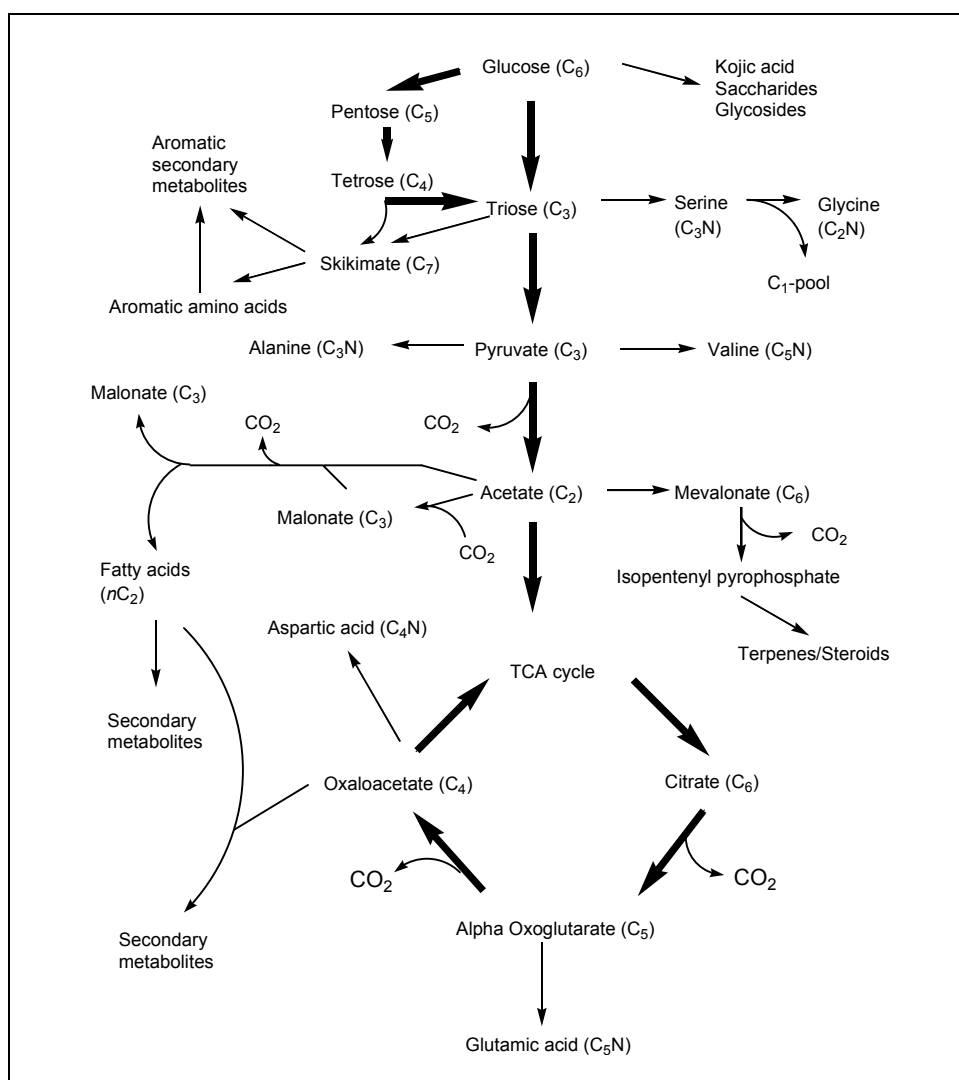 Glucose (C₆)
Kojic acid
Saccharides
Glycosides
Pentose (C₅)
Aromatic
secondary
metabolites
Tetrose (C₄)
Triose (C₃)
Serine
(C₃N)
Glycine
(C₂N)
Skikimate (C₇)
C₁-pool
Aromatic amino acids
Alanine (C₃N)
Pyruvate (C₃)
Valine (C₅N)
Malonate (C₃)
CO₂
CO₂
Acetate (C₂)
Mevalonate (C₆)
Malonate (C₃)
CO₂
CO₂
Fatty acids
(nC₂)
Isopentenyl pyrophosphate
Aspartic acid (C₄N)
Terpenes/Steroids
TCA cycle
Secondary
metabolites
Oxaloacetate (C₄)
Citrate (C₆)
CO₂
CO₂
Alpha Oxoglutarate (C₅)
Secondary
metabolites
Glutamic acid (C₅N)